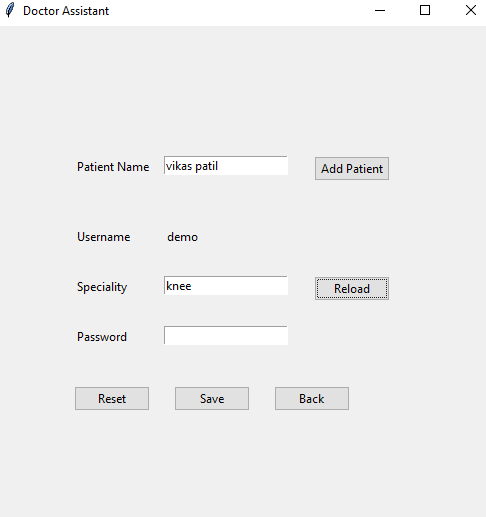 Doctor Assistant
Patient Name vikas patil Add Patient
Username demo
Speciality knee Reload
Password
Reset Save Back